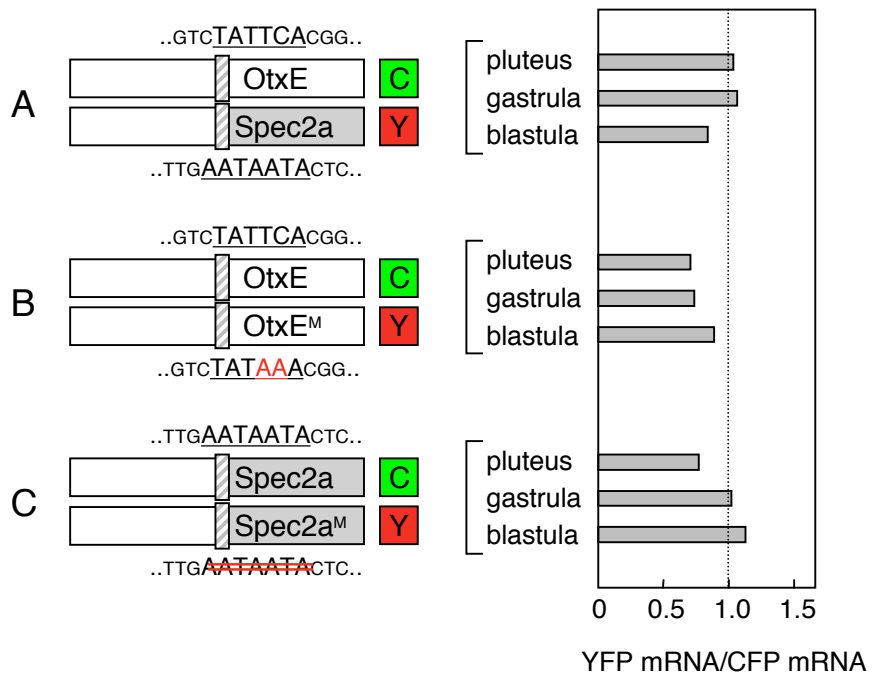 ..GTCTATTCACGG..
A
OtxE C
Spec2a Y
..TTGAATAATACTC..
pluteus
gastrula
blastula
..GTCTATTCACGG..
B
OtxE C
OtxEᴹ Y
..GTCTATAAACGG..
pluteus
gastrula
blastula
..TTGAATAATACTC..
C
Spec2a C
Spec2aᴹ Y
..TTGAATAATACTC..
pluteus
gastrula
blastula
0 0.5 1.0 1.5
YFP mRNA/CFP mRNA